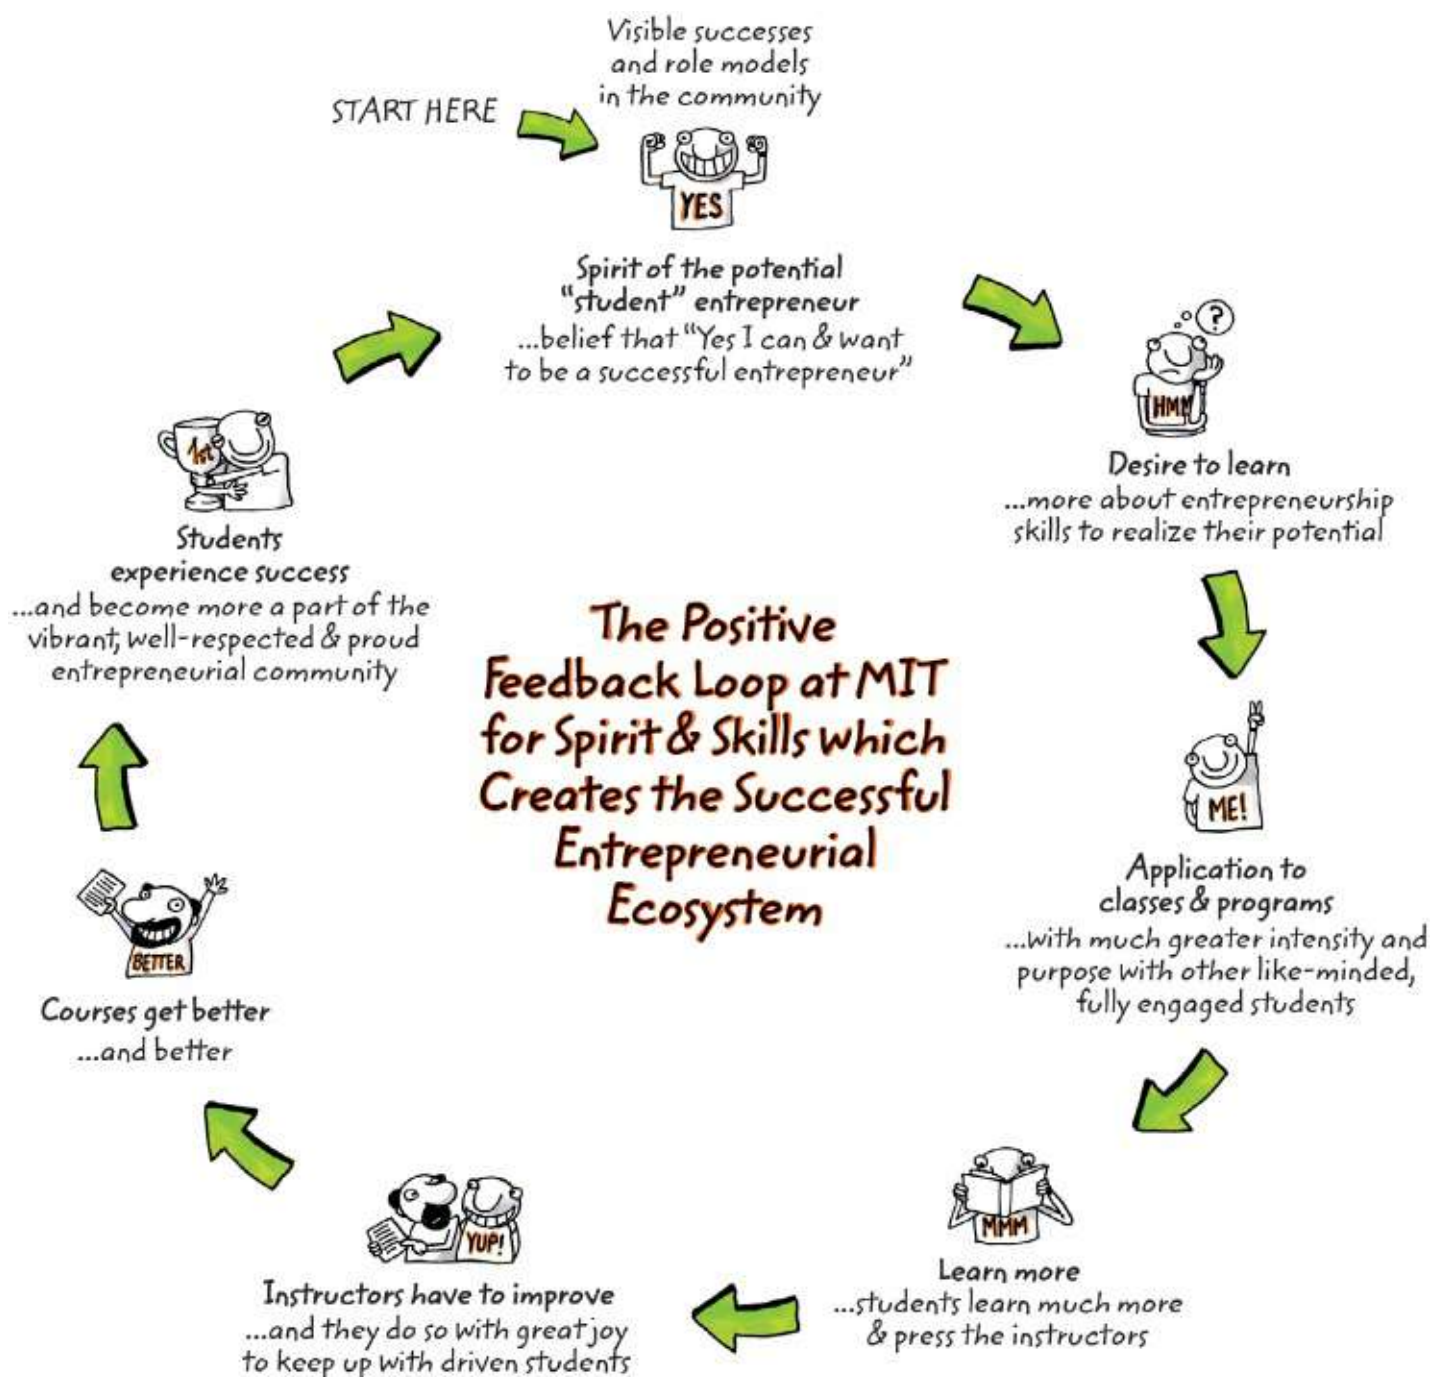 START HERE
Visible successes
and role models
in the community
YES
Spirit of the potential
“student” entrepreneur
...belief that “Yes I can & want
to be a successful entrepreneur”
?
HMM
Desire to learn
...more about entrepreneurship
skills to realize their potential
ME!
Application to
classes & programs
...with much greater intensity and
purpose with other like-minded,
fully engaged students
MMM
Learn more
...students learn much more
& press the instructors
YUP!
Instructors have to improve
...and they do so with great joy
to keep up with driven students
BETTER
Courses get better
...and better
1st
Students
experience success
...and become more a part of the
vibrant, well-respected & proud
entrepreneurial community
The Positive
Feedback Loop at MIT
for Spirit & Skills which
Creates the Successful
Entrepreneurial
Ecosystem